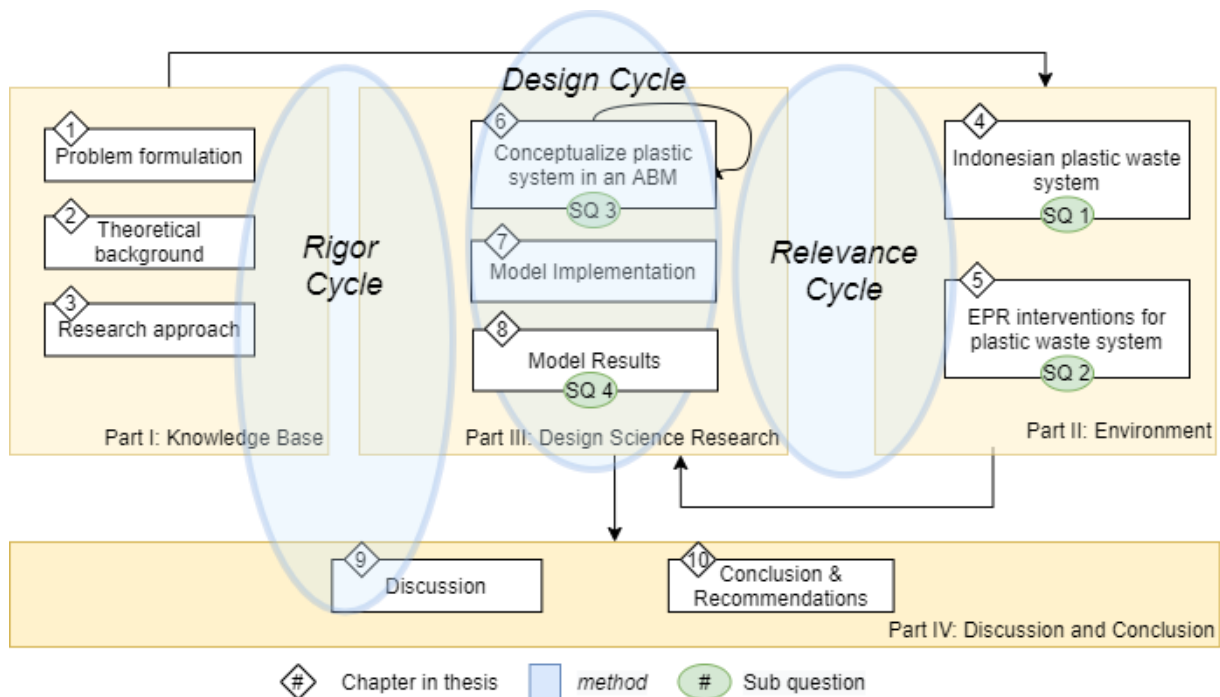 Design Cycle
1
Problem formulation
2
Theoretical
background
3
Research approach
Part I: Knowledge Base
Rigor
Cycle
6
Conceptualize plastic
system in an ABM
SQ 3
7
Model Implementation
8
Model Results
SQ 4
Part III: Design Science Research
Relevance
Cycle
4
Indonesian plastic waste
system
SQ 1
5
EPR interventions for
plastic waste system
SQ 2
Part II: Environment
9
Discussion
10
Conclusion &
Recommendations
Part IV: Discussion and Conclusion
# Chapter in thesis method # Sub question